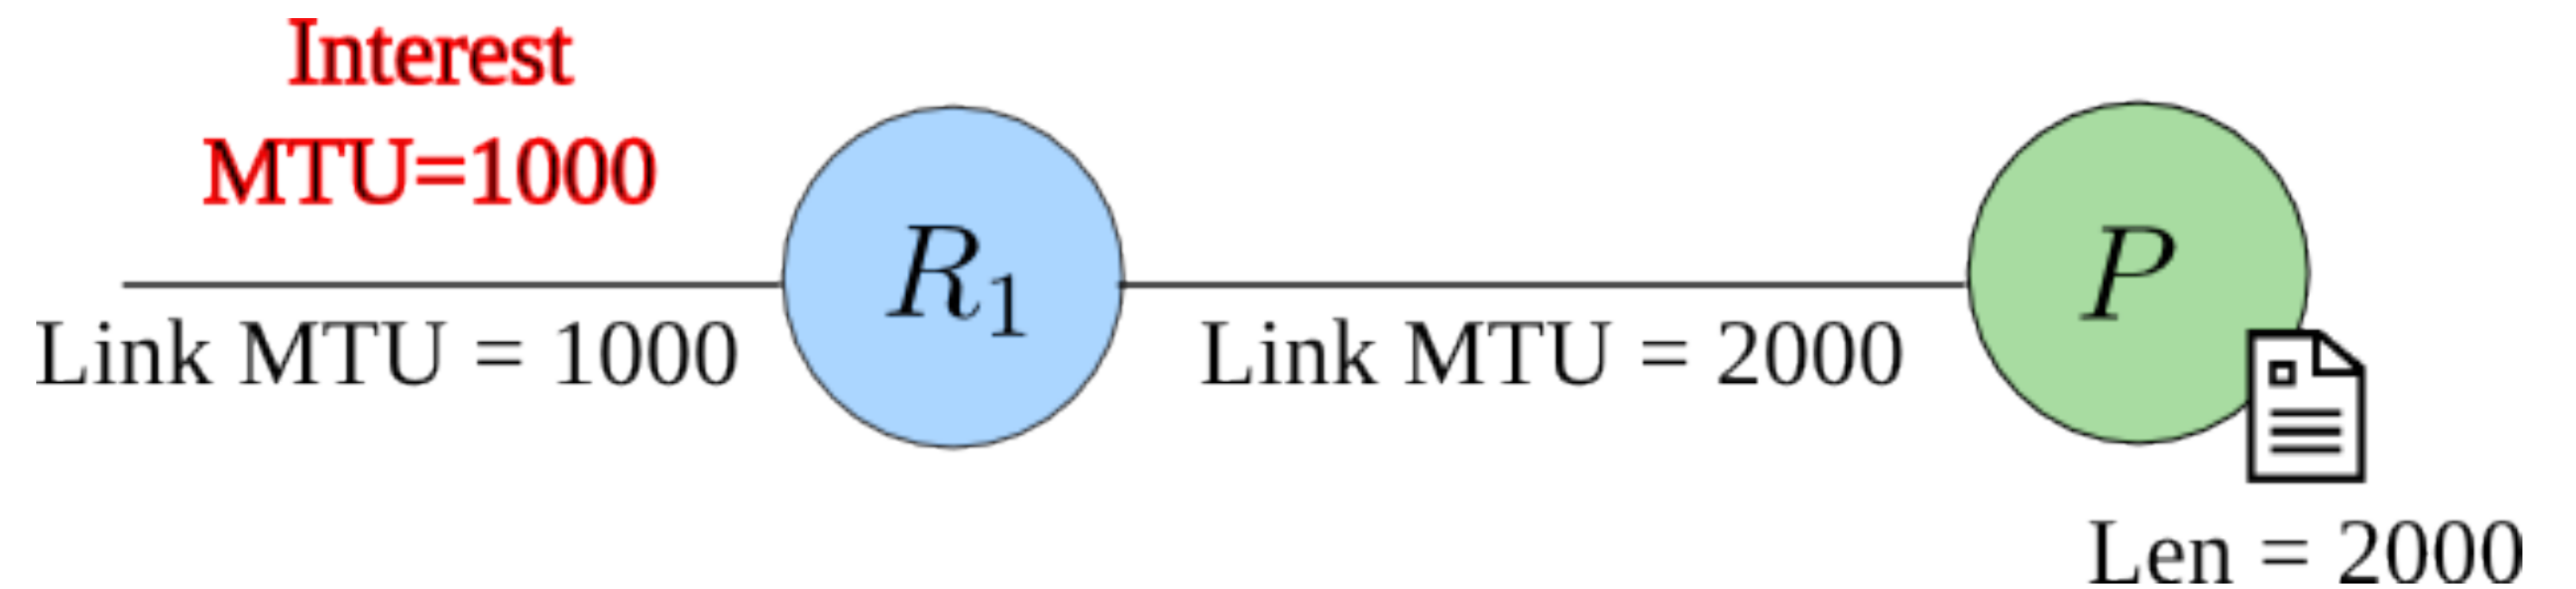 Interest
MTU=1000
R1
P
Link MTU = 1000
Link MTU = 2000
Len = 2000